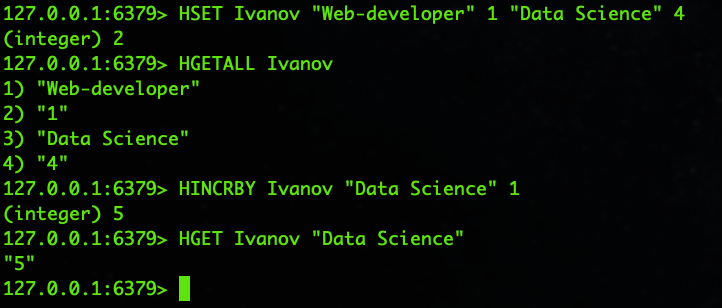 127.0.0.1:6379> HSET Ivanov "Web-developer" 1 "Data Science" 4
(integer) 2
127.0.0.1:6379> HGETALL Ivanov
1) "Web-developer"
2) "1"
3) "Data Science"
4) "4"
127.0.0.1:6379> HINCRBY Ivanov "Data Science" 1
(integer) 5
127.0.0.1:6379> HGET Ivanov "Data Science"
"5"
127.0.0.1:6379>